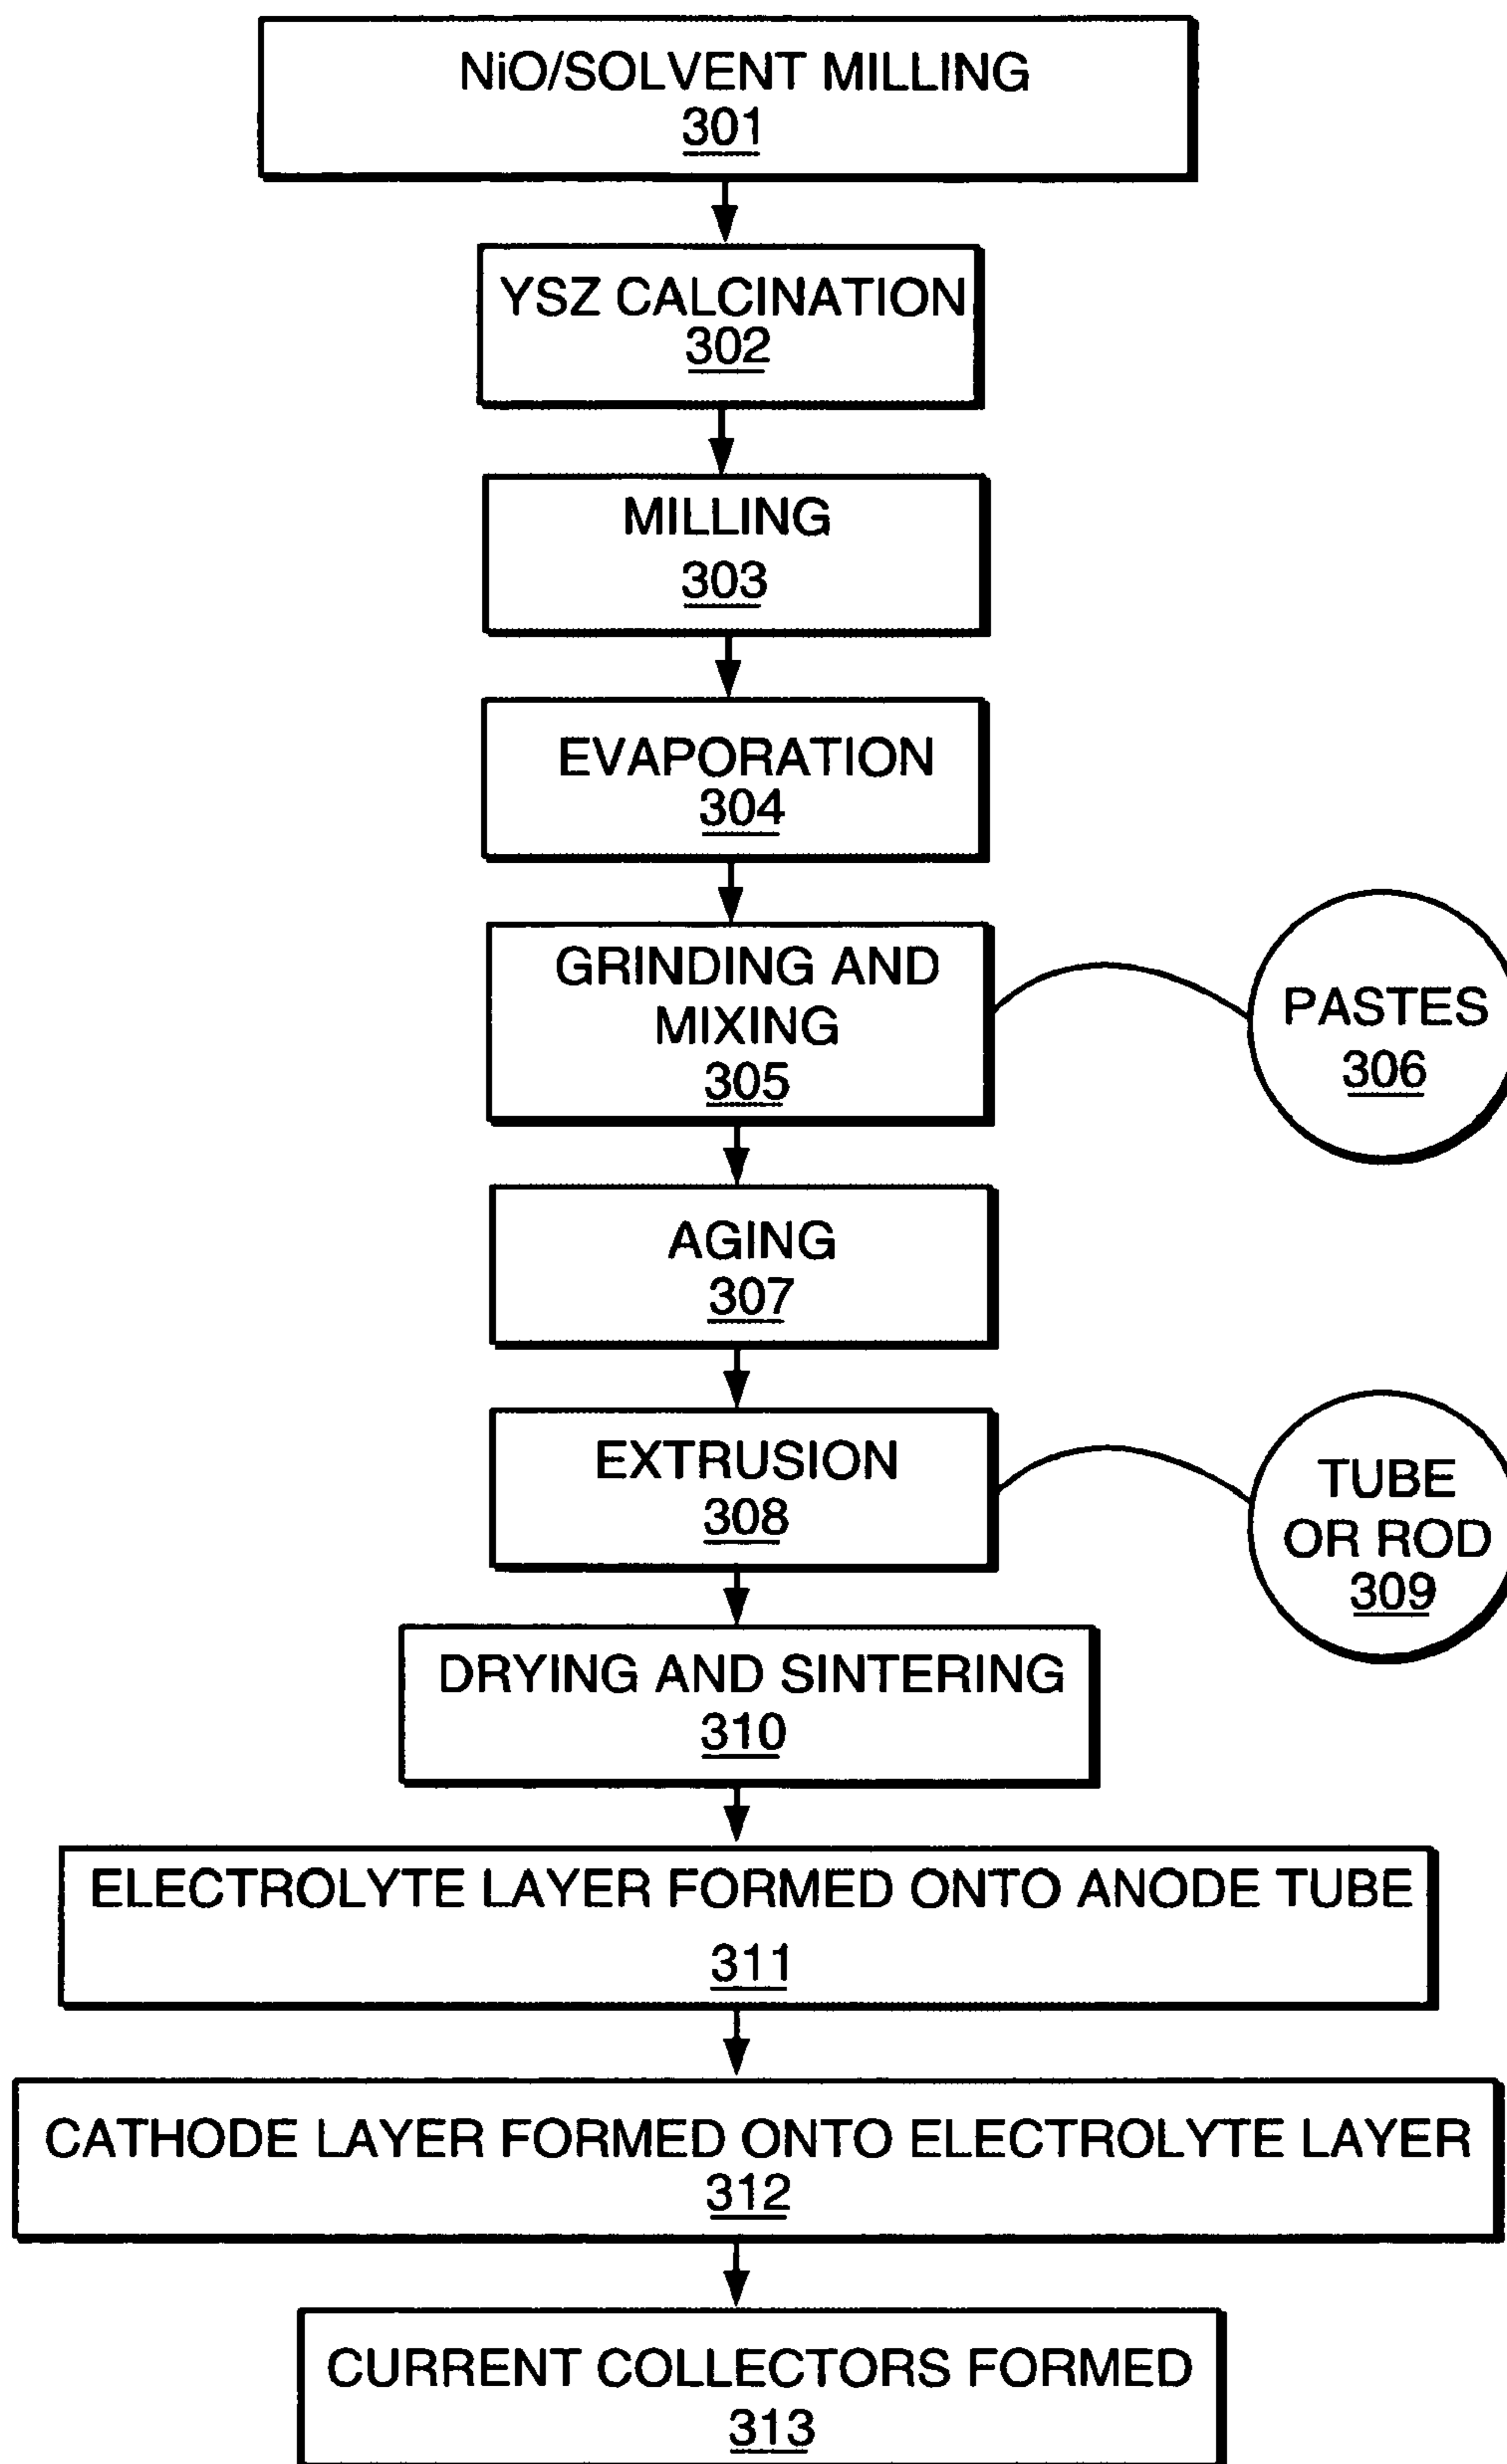 NiO/SOLVENT MILLING
301
YSZ CALCINATION
302
MILLING
303
EVAPORATION
304
GRINDING AND
MIXING
305
PASTES
306
AGING
307
EXTRUSION
308
TUBE
OR ROD
309
DRYING AND SINTERING
310
ELECTROLYTE LAYER FORMED ONTO ANODE TUBE
311
CATHODE LAYER FORMED ONTO ELECTROLYTE LAYER
312
CURRENT COLLECTORS FORMED
313